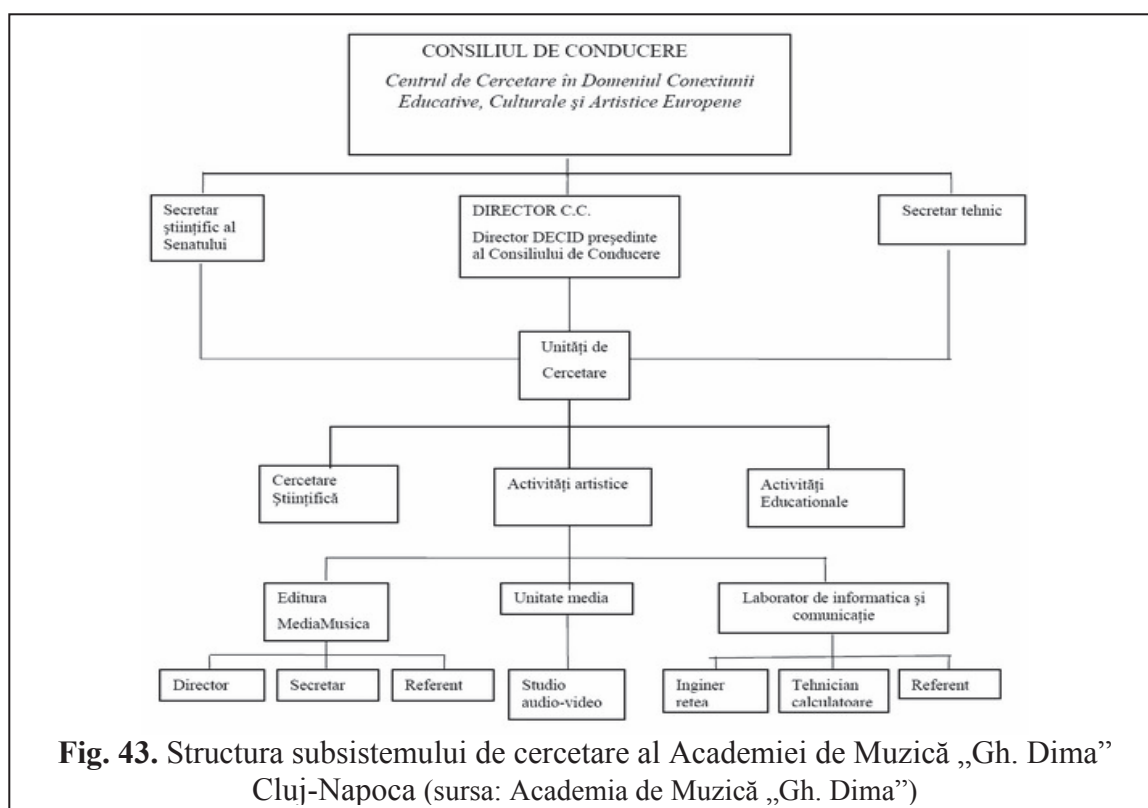 CONSILIUL DE CONDUCERE
Centrul de Cercetare în Domeniul Conexiunii
Educative, Culturale şi Artistice Europene
Secretar
ştiinţific al
Senatului
DIRECTOR C.C.
Director DECID preşedinte
al Consiliului de Conducere
Secretar tehnic
Unităţi de
Cercetare
Cercetare
Ştiinţifică
Activităţi artistice
Activităţi
Educationale
Editura
MediaMusica
Unitate media
Laborator de informatica şi
comunicaţie
Director
Secretar
Referent
Studio
audio-video
Inginer
reţea
Tehnician
calculatoare
Referent
Fig. 43. Structura subsistemului de cercetare al Academiei de Muzică „Gh. Dima”
Cluj-Napoca (sursa: Academia de Muzică „Gh. Dima”)